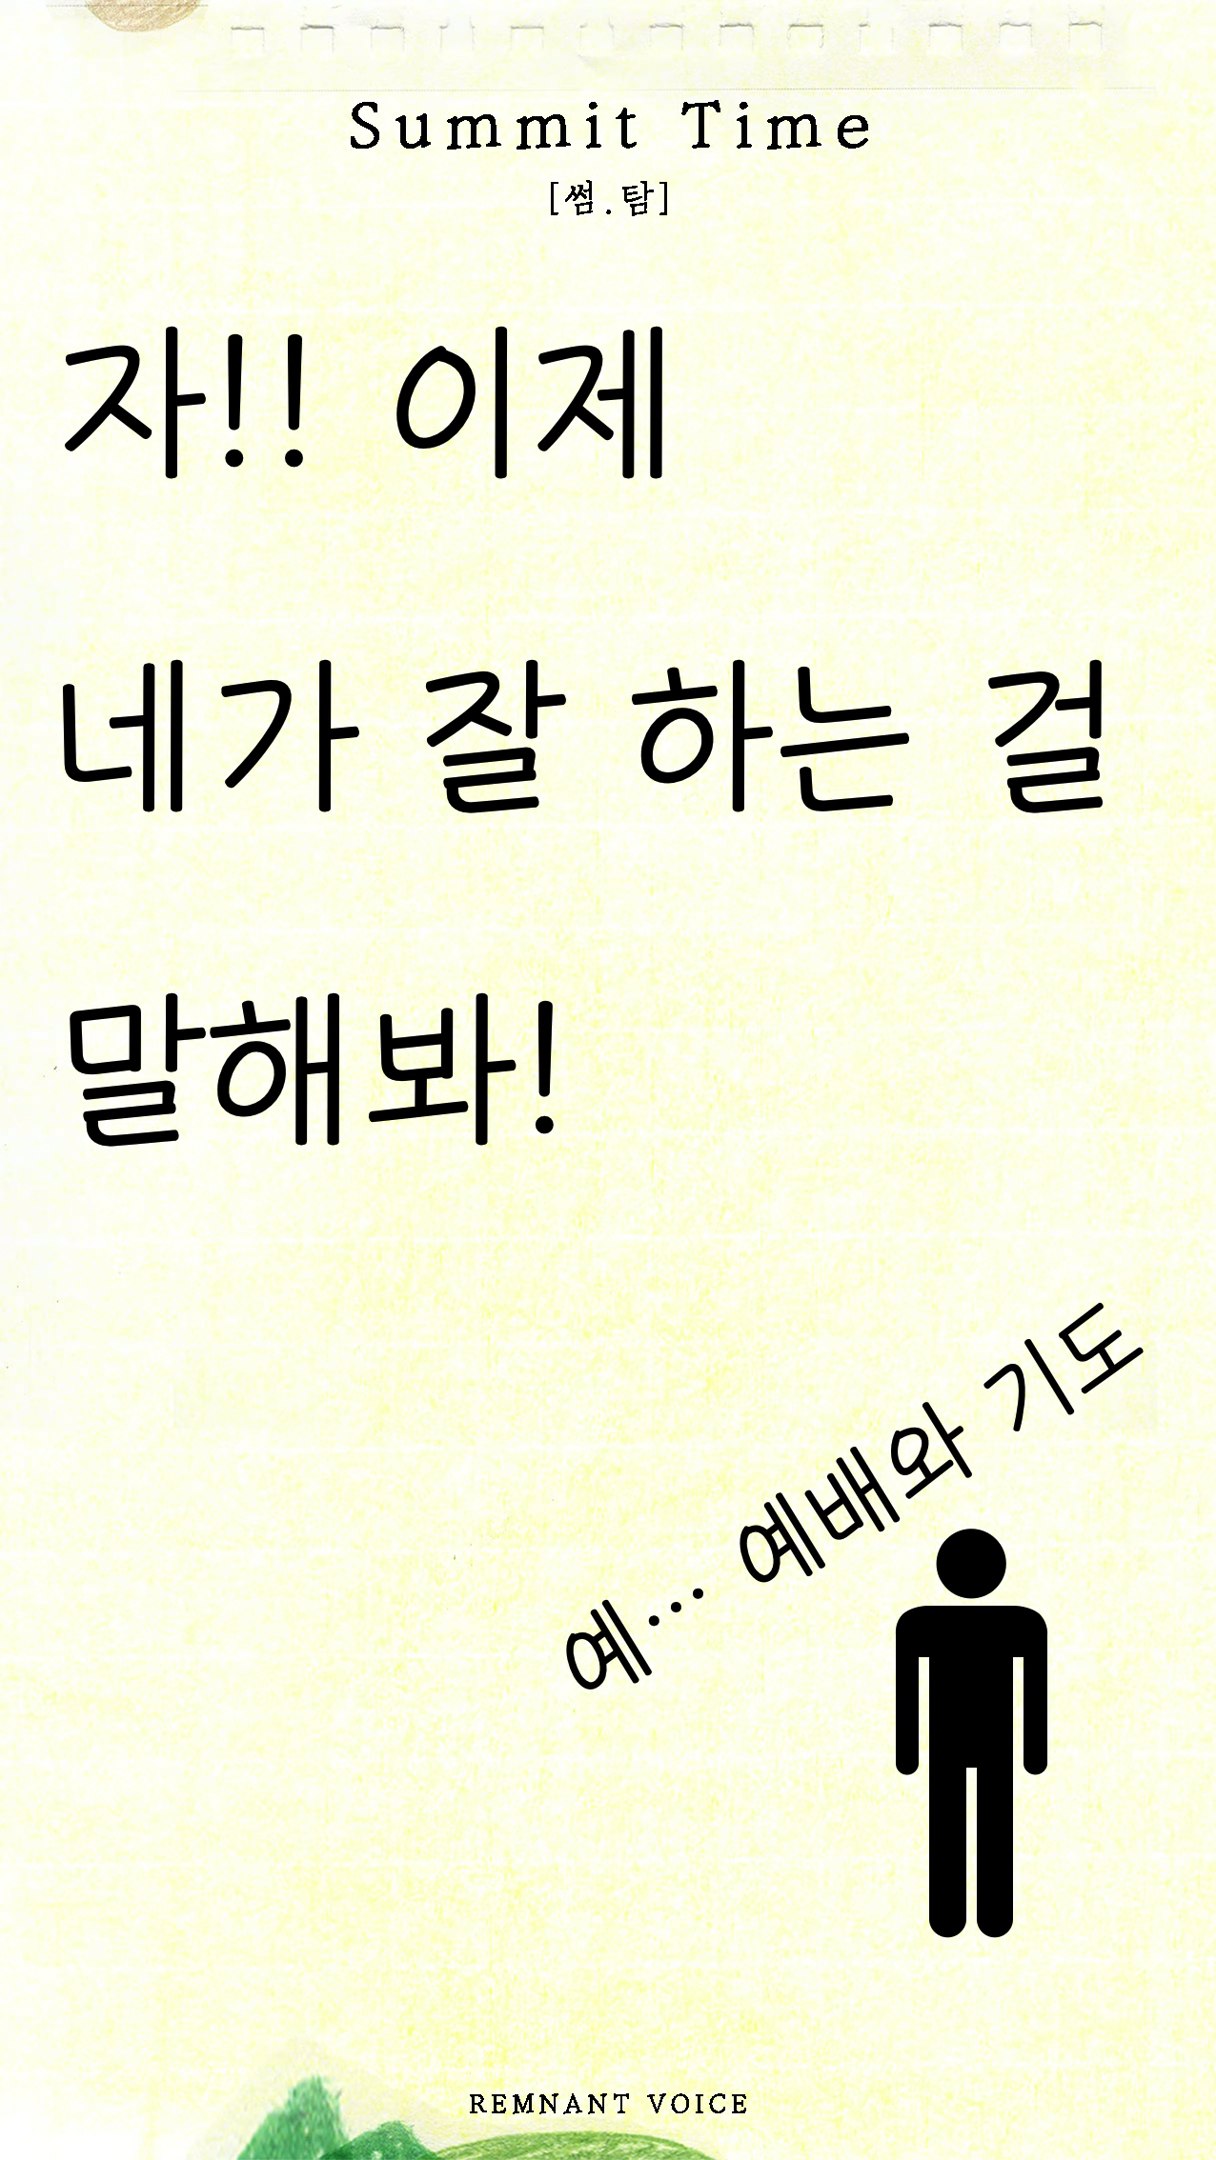 Summit Time
[썸.탐]
자!! 이제
네가 잘 하는 걸
말해봐!
예... 예배와 기도
REMNANT VOICE